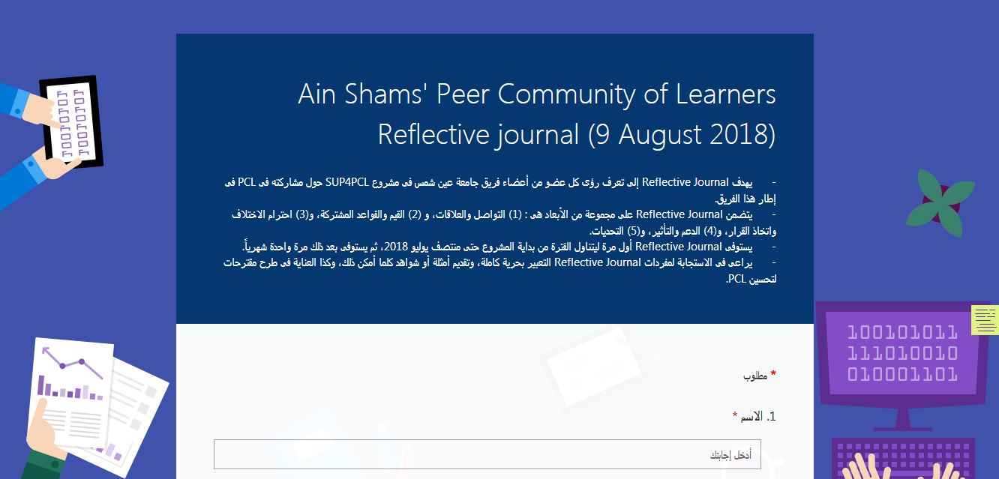 Ain Shams' Peer Community of Learners
Reflective journal (9 August 2018)
- يهدف Reflective Journal إلى تعرف رؤى كل عضو من أعضاء فريق جامعة عين شمس فى مشروع SUP4PCL حول مشاركته فى PCL فى
إطار هذا الفريق.
- يتضمن Reflective Journal على مجموعة من الأبعاد هى : (1) التواصل والعلاقات، و (2) القيم والقواعد المشتركة، و(3) احترام الاختلاف
واتخاذ القرار، و(4) الدعم والتأثير، و(5) التحديات.
- يستوفى Reflective Journal أول مرة ليتناول الفترة من بداية المشروع حتى منتصف يوليو 2018، ثم يستوفى بعد ذلك مرة واحدة شهرياً.
- يراعى فى الاستجابة لمفردات Reflective Journal التعبير بحرية كاملة، وتقديم أمثلة أو شواهد كلما أمكن ذلك، وكذا العناية فى طرح مقترحات
لتحسين PCL.
* مطلوب
1. الاسم *
أدخل إجابتك
100101011
111010010
010001101